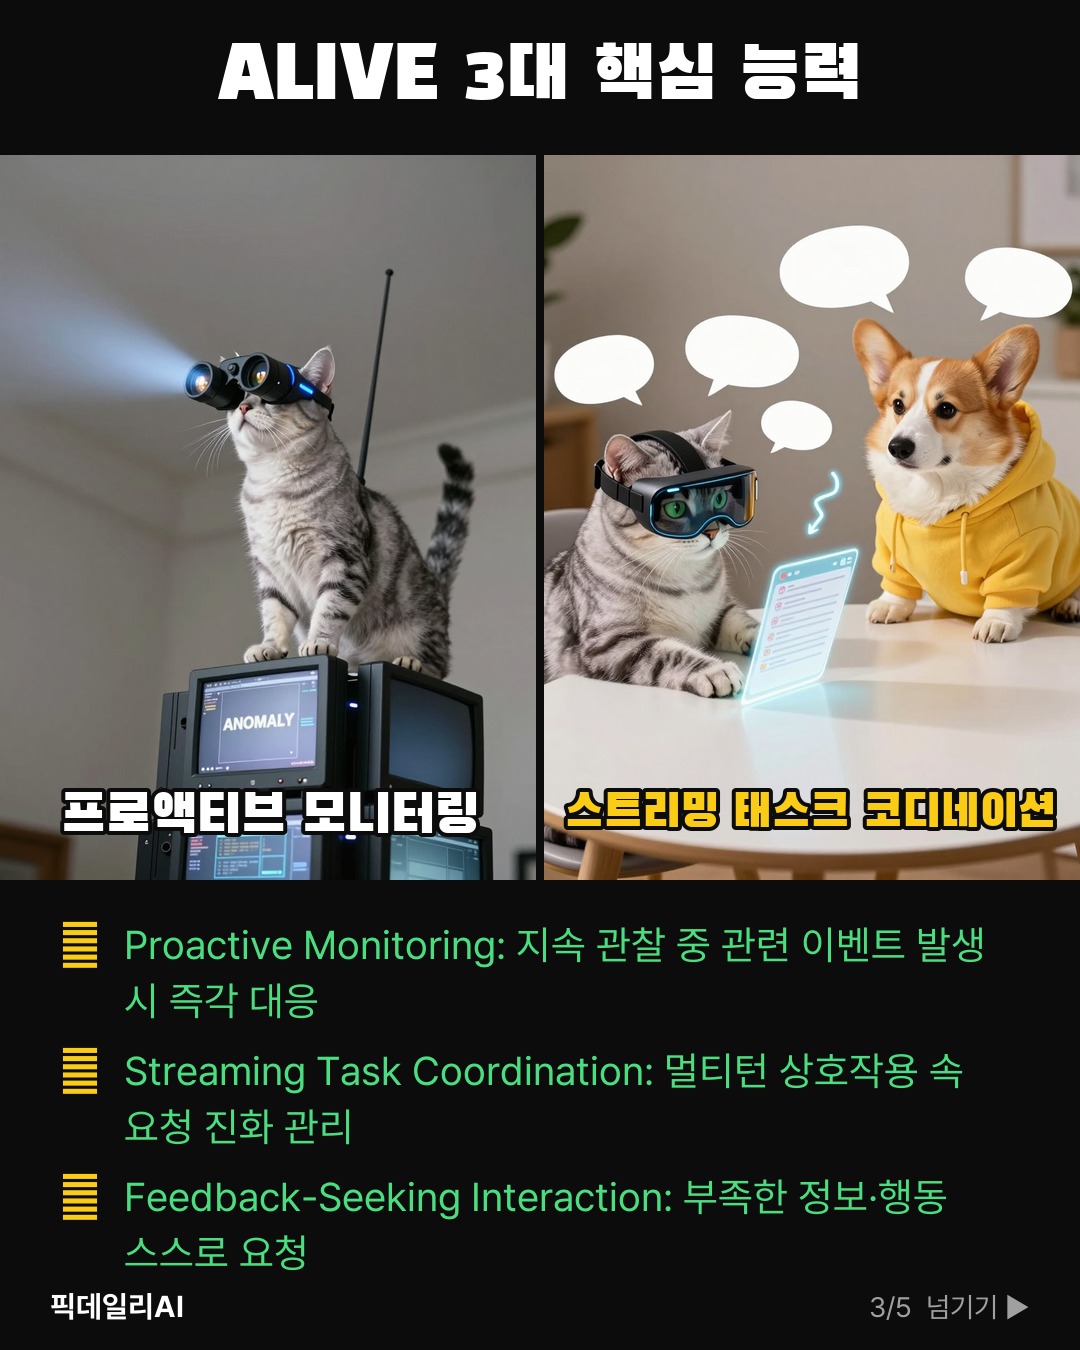 ALIVE 3대 핵심 능력
ANOMALY
프로액티브 모니터링
스트리밍 태스크 코디네이션
Proactive Monitoring: 지속 관찰 중 관련 이벤트 발생
시 즉각 대응
Streaming Task Coordination: 멀티턴 상호작용 속
요청 진화 관리
Feedback-Seeking Interaction: 부족한 정보·행동
스스로 요청
픽데일리AI
3/5 넘기기 ▶